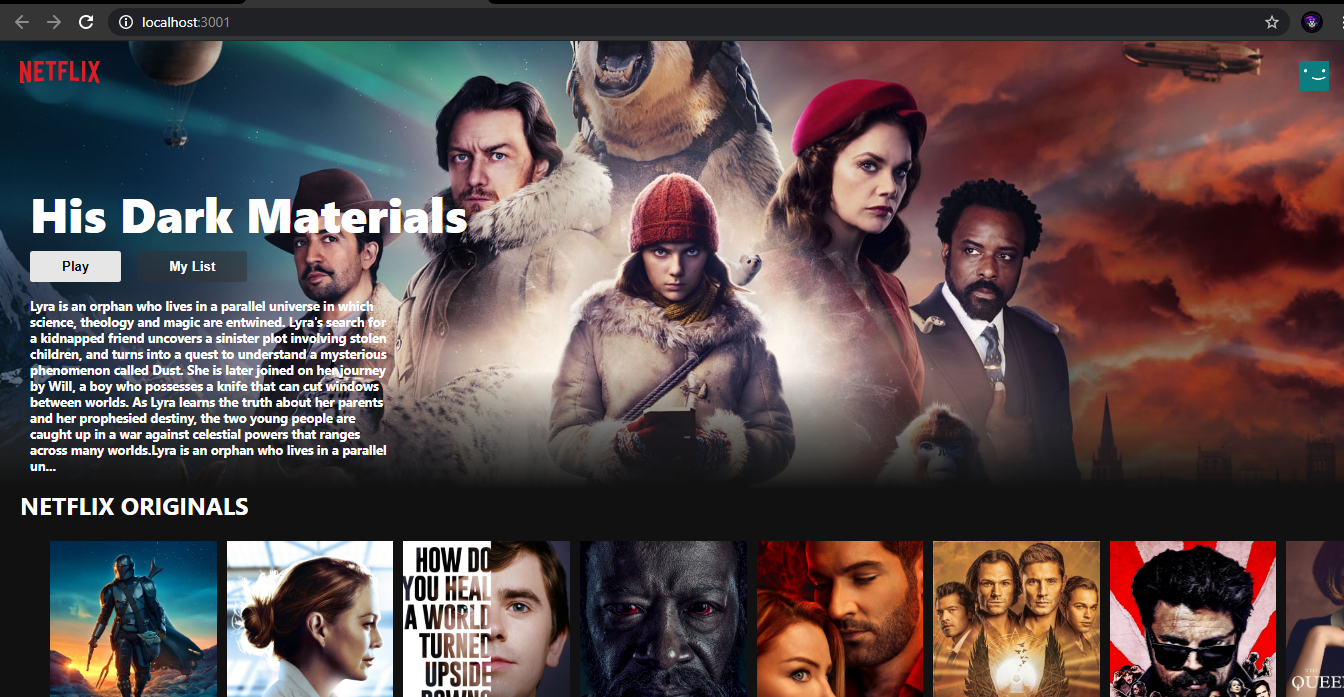 localhost:3001
NETFLIX
His Dark Materials
Play
My List
Lyra is an orphan who lives in a parallel universe in which
science, theology and magic are entwined. Lyra's search for
a kidnapped friend uncovers a sinister plot involving stolen
children, and turns into a quest to understand a mysterious
phenomenon called Dust. She is later joined on her journey
by Will, a boy who possesses a knife that can cut windows
between worlds. As Lyra learns the truth about her parents
and her prophesied destiny, the two young people are
caught up in a war against celestial powers that ranges
across many worlds.Lyra is an orphan who lives in a parallel
un...
NETFLIX ORIGINALS
HOW DO
YOU HEAL
A WORLD
TURNED
UPSIDE
DOWN
THE
QUEE